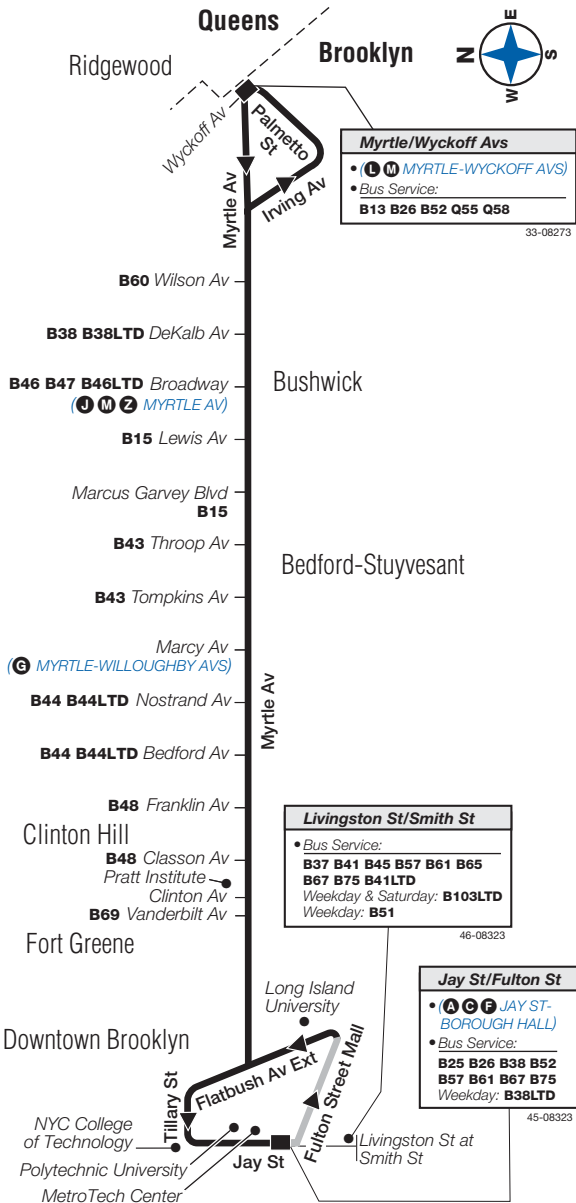 Queens
Brooklyn
N
E
S
W
Ridgewood
Wyckoff Av
Palmetto
St
Myrtle Av
Irving Av
Myrtle/Wyckoff Avs
• (L M MYRTLE-WYCKOFF AVS)
• Bus Service:
B13 B26 B52 Q55 Q58
33-08273
B60 Wilson Av
B38 B38LTD DeKalb Av
B46 B47 B46LTD Broadway
(J M Z MYRTLE AV)
Bushwick
B15 Lewis Av
Marcus Garvey Blvd
B15
B43 Throop Av
Bedford-Stuyvesant
B43 Tompkins Av
Marcy Av
(G MYRTLE-WILLOUGHBY AVS)
Myrtle Av
B44 B44LTD Nostrand Av
B44 B44LTD Bedford Av
B48 Franklin Av
Clinton Hill
B48 Classon Av
Pratt Institute
Clinton Av
B69 Vanderbilt Av
Fort Greene
Livingston St/Smith St
• Bus Service:
B37 B41 B45 B57 B61 B65
B67 B75 B41LTD
Weekday & Saturday: B103LTD
Weekday: B51
46-08323
Jay St/Fulton St
• (A C F JAY ST-
BOROUGH HALL)
• Bus Service:
B25 B26 B38 B52
B57 B61 B67 B75
Weekday: B38LTD
45-08323
Long Island
University
Downtown Brooklyn
Flatbush Av Ext
Tillary St
Fulton Street Mall
NYC College
of Technology
Polytechnic University
MetroTech Center
Jay St
Livingston St at
Smith St